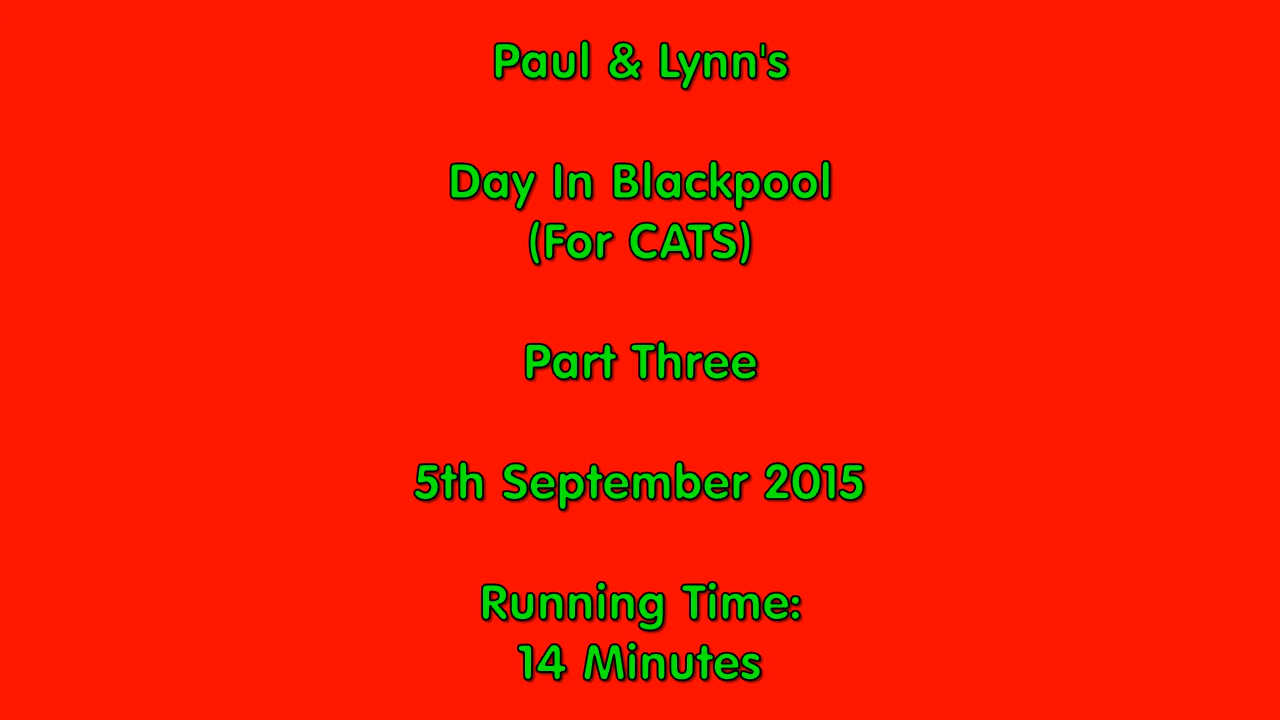 Paul & Lynn's
Day In Blackpool
(For CATS)
Part Three
5th September 2015
Running Time:
14 Minutes